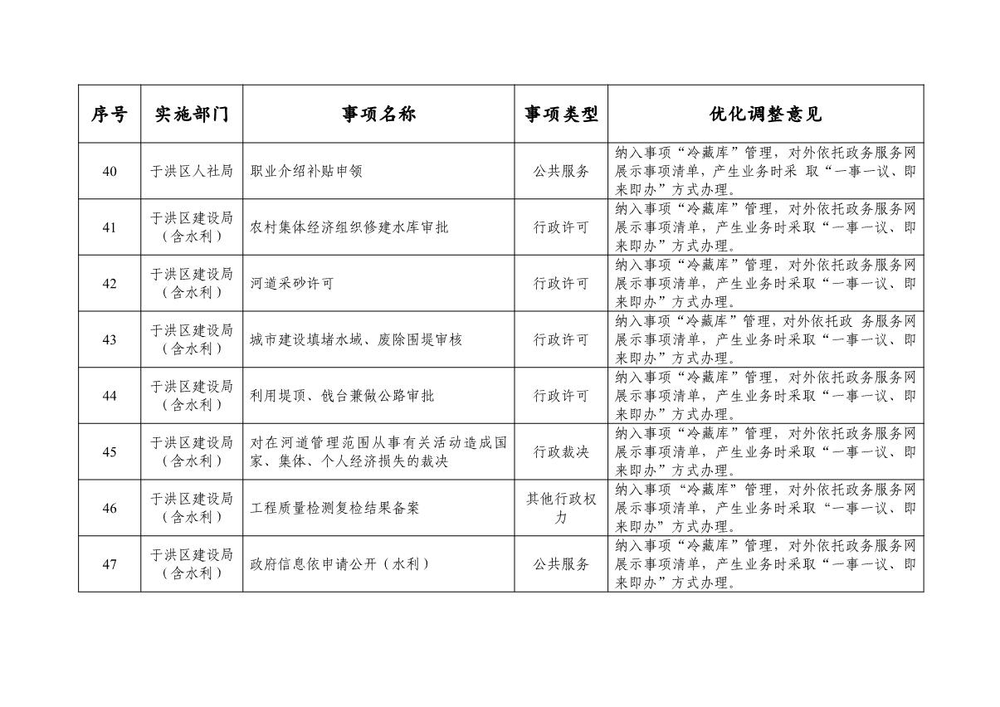 序号 实施部门 事项名称 事项类型 优化调整意见
40 于洪区人社局 职业介绍补贴申领 公共服务 纳入事项“冷藏库”管理，对外依托政务服务网
展示事项清单，产生业务时采 取“一事一议、即
来即办”方式办理。
41 于洪区建设局
（含水利） 农村集体经济组织修建水库审批 行政许可 纳入事项“冷藏库”管理，对外依托政务服务网
展示事项清单，产生业务时采取“一事一议、即
来即办”方式办理。
42 于洪区建设局
（含水利） 河道采砂许可 行政许可 纳入事项“冷藏库”管理，对外依托政务服务网
展示事项清单，产生业务时采取“一事一议、即
来即办”方式办理。
43 于洪区建设局
（含水利） 城市建设填堵水域、废除围堤审核 行政许可 纳入事项“冷藏库”管理，对外依托政 务服务网
展示事项清单，产生业务时采取“一事一议、即
来即办”方式办理。
44 于洪区建设局
（含水利） 利用堤顶、戗台兼做公路审批 行政许可 纳入事项“冷藏库”管理，对外依托政务服务网
展示事项清单，产生业务时采取“一事一议、即
来即办”方式办理。
45 于洪区建设局
（含水利） 对在河道管理范围从事有关活动造成国
家、集体、个人经济损失的裁决 行政裁决 纳入事项“冷藏库”管理，对外依托政务服务网
展示事项清单，产生业务时采取“一事一议、即
来即办”方式办理。
46 于洪区建设局
（含水利） 工程质量检测复检结果备案 其他行政权
力 纳入事项“冷藏库”管理，对外依托政务服务网
展示事项清单，产生业务时采取“一事一议、即
来即办”方式办理。
47 于洪区建设局
（含水利） 政府信息依申请公开（水利） 公共服务 纳入事项“冷藏库”管理，对外依托政务服务网
展示事项清单，产生业务时采取“一事一议、即
来即办”方式办理。